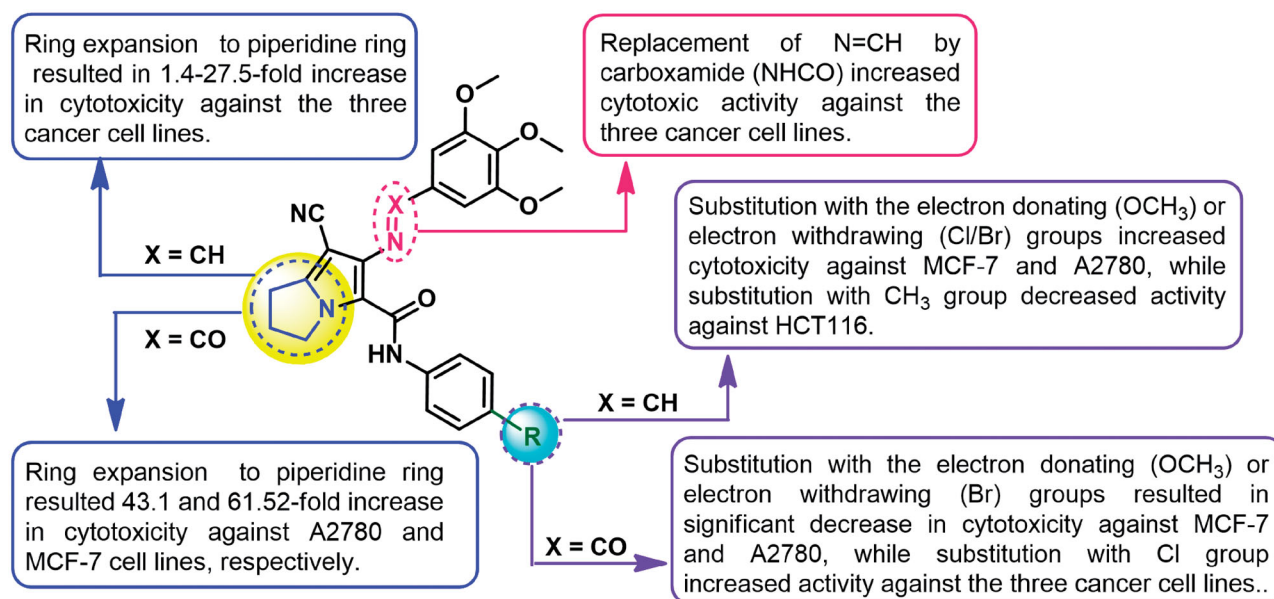 Ring expansion to piperidine ring
resulted in 1.4-27.5-fold increase
in cytotoxicity against the three
cancer cell lines.
Replacement of N=CH by
carboxamide (NHCO) increased
cytotoxic activity against the
three cancer cell lines.
O
O
O
X
N
NC
N
O
HN
R
X = CH
X = CO
X = CH
X = CO
Substitution with the electron donating (OCH₃) or
electron withdrawing (Cl/Br) groups increased
cytotoxicity against MCF-7 and A2780, while
substitution with CH₃ group decreased activity
against HCT116.
Ring expansion to piperidine ring
resulted 43.1 and 61.52-fold increase
in cytotoxicity against A2780 and
MCF-7 cell lines, respectively.
Substitution with the electron donating (OCH₃) or
electron withdrawing (Br) groups resulted in
significant decrease in cytotoxicity against MCF-7
and A2780, while substitution with Cl group
increased activity against the three cancer cell lines..